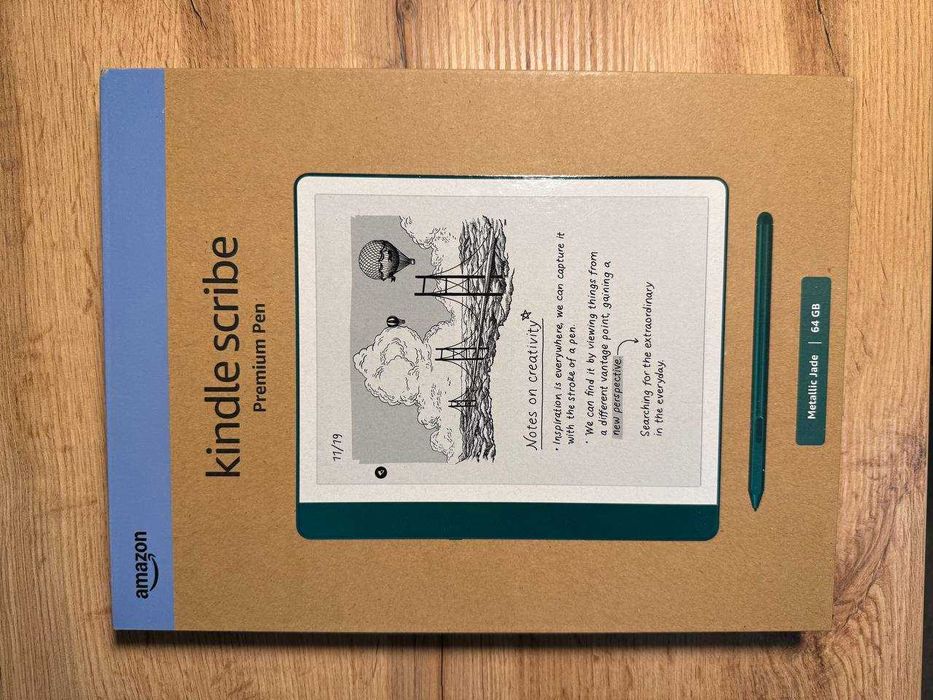 amazon
kindle scribe
Premium Pen
11/19
Notes on creativity
· Inspiration is everywhere, we can capture it
with the stroke of a pen.
· We can find it by viewing things from
a different vantage point, gaining a
new perspective
Searching for the extraordinary
in the everyday.
Metallic Jade | 64 GB